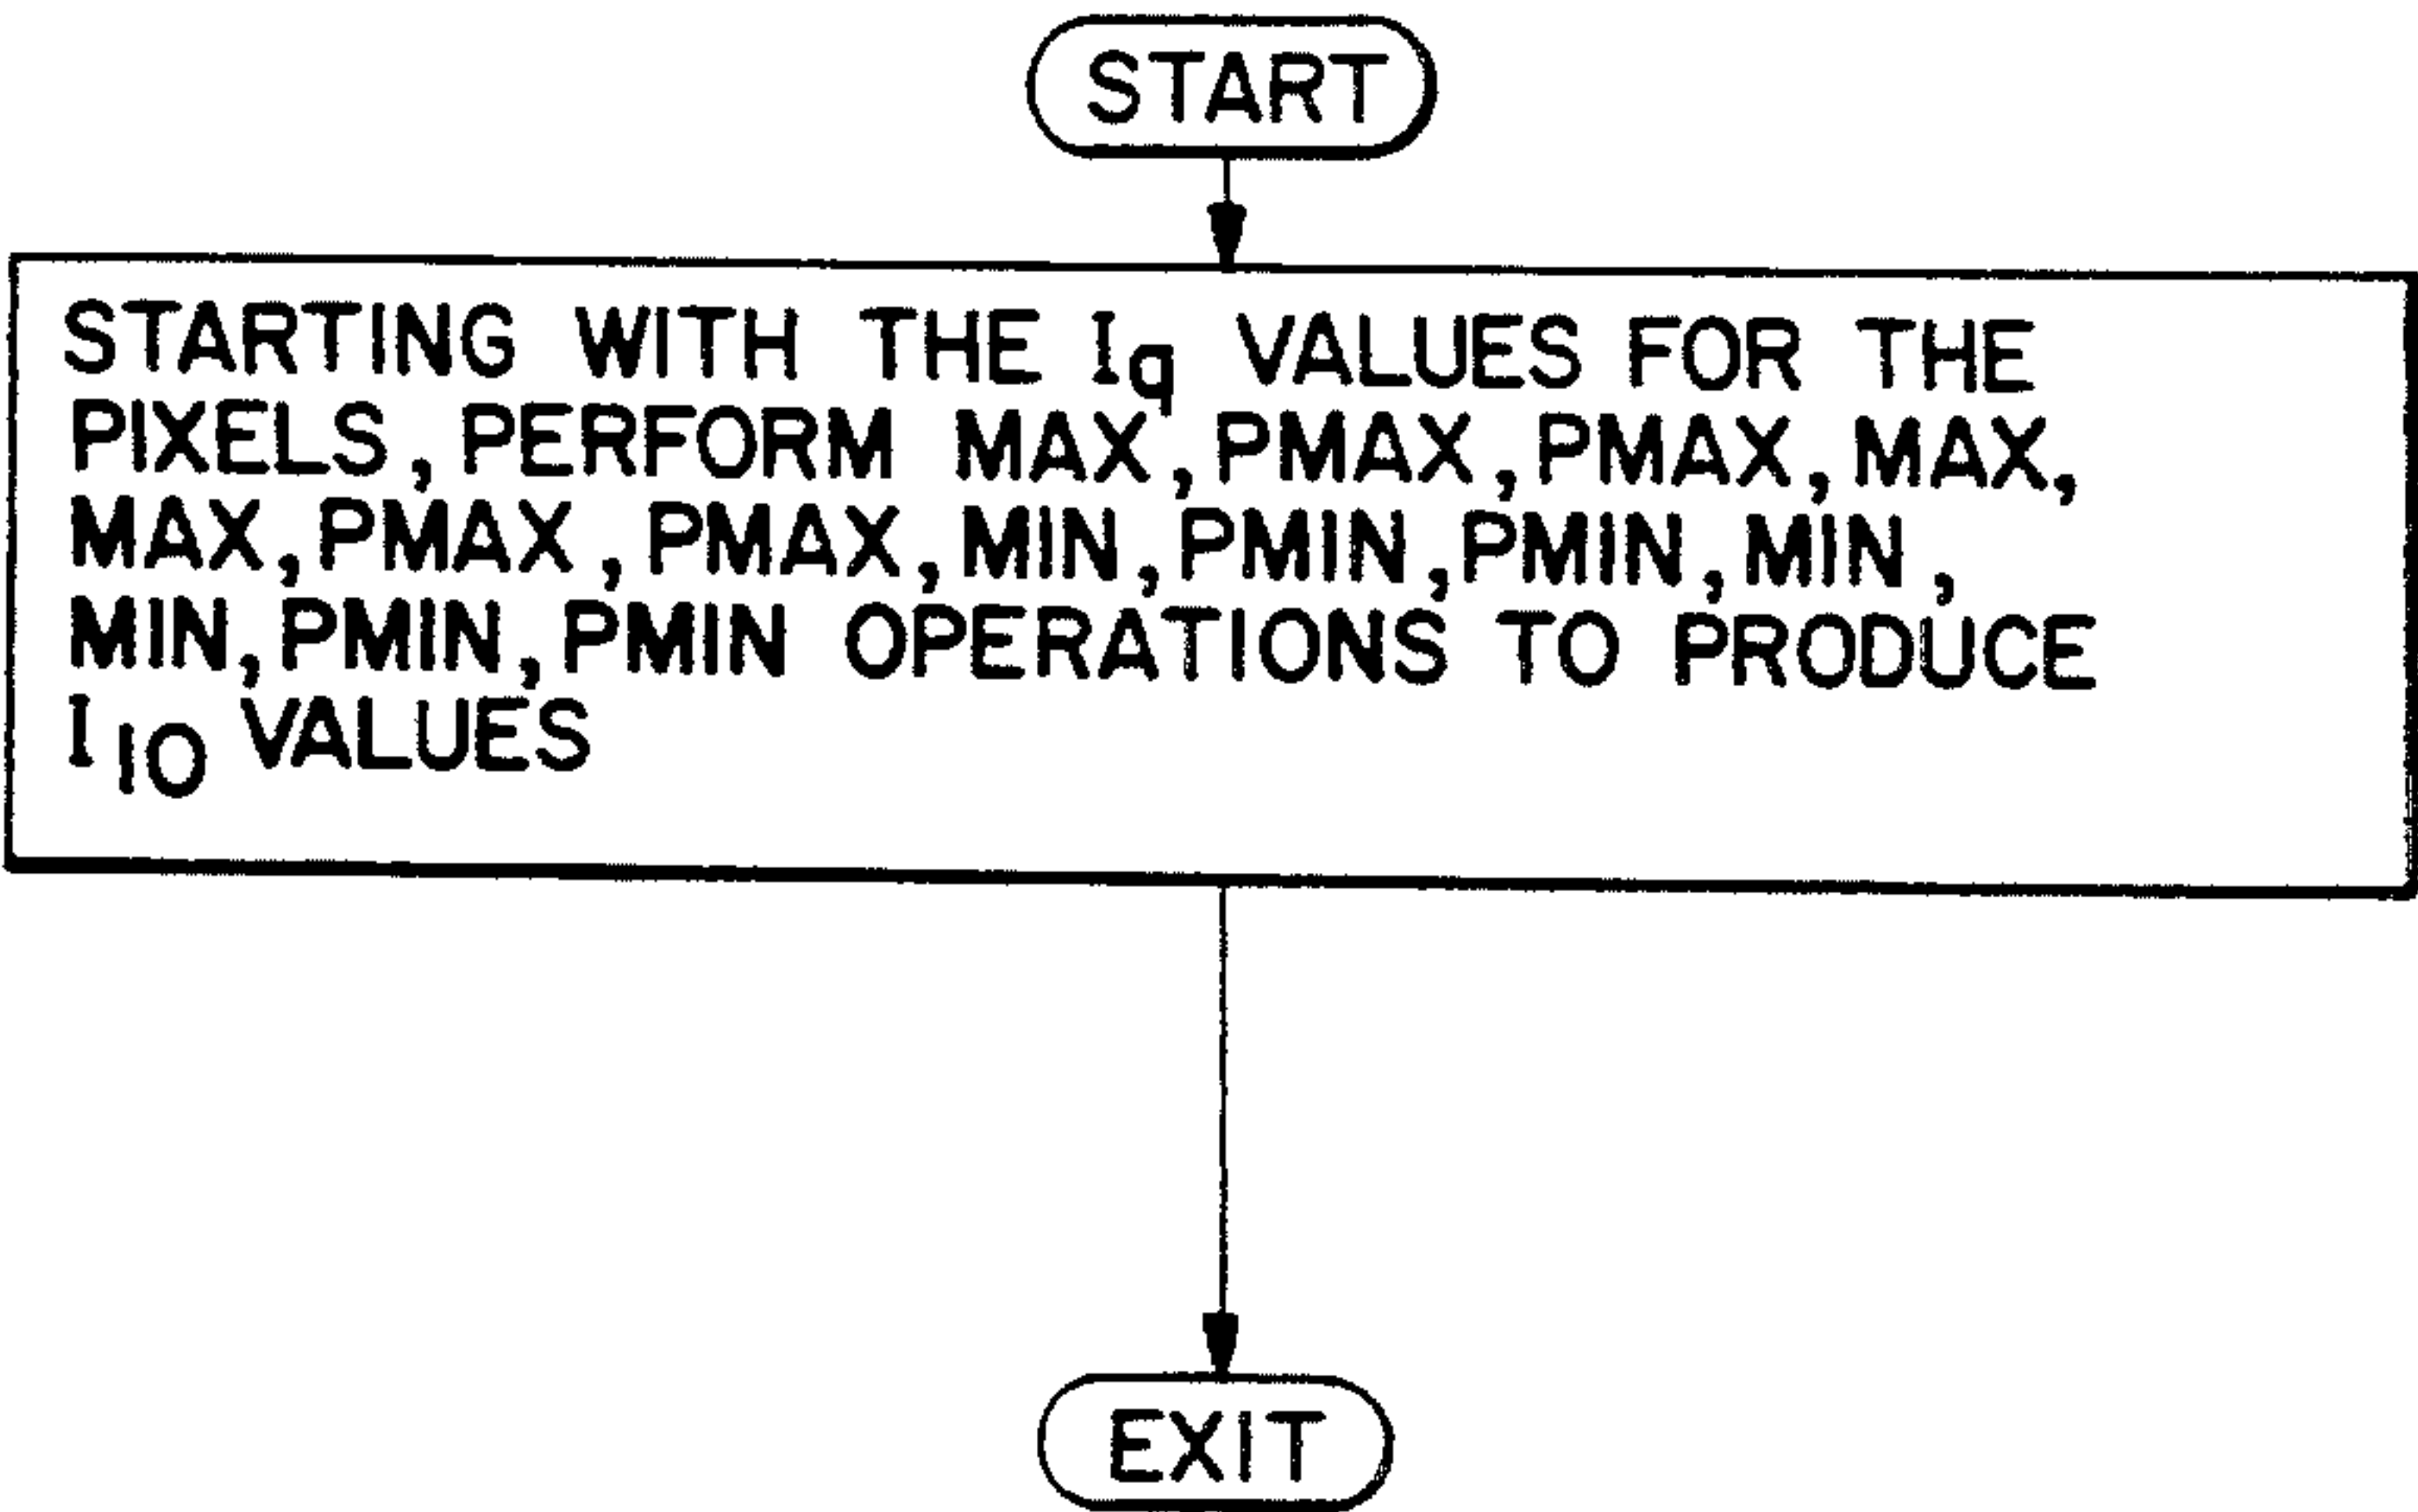 START
STARTING WITH THE I9 VALUES FOR THE
PIXELS, PERFORM MAX, PMAX, PMAX, MAX,
MAX, PMAX, PMAX, MIN, PMIN, PMIN, MIN,
MIN, PMIN, PMIN OPERATIONS TO PRODUCE
I10 VALUES
EXIT